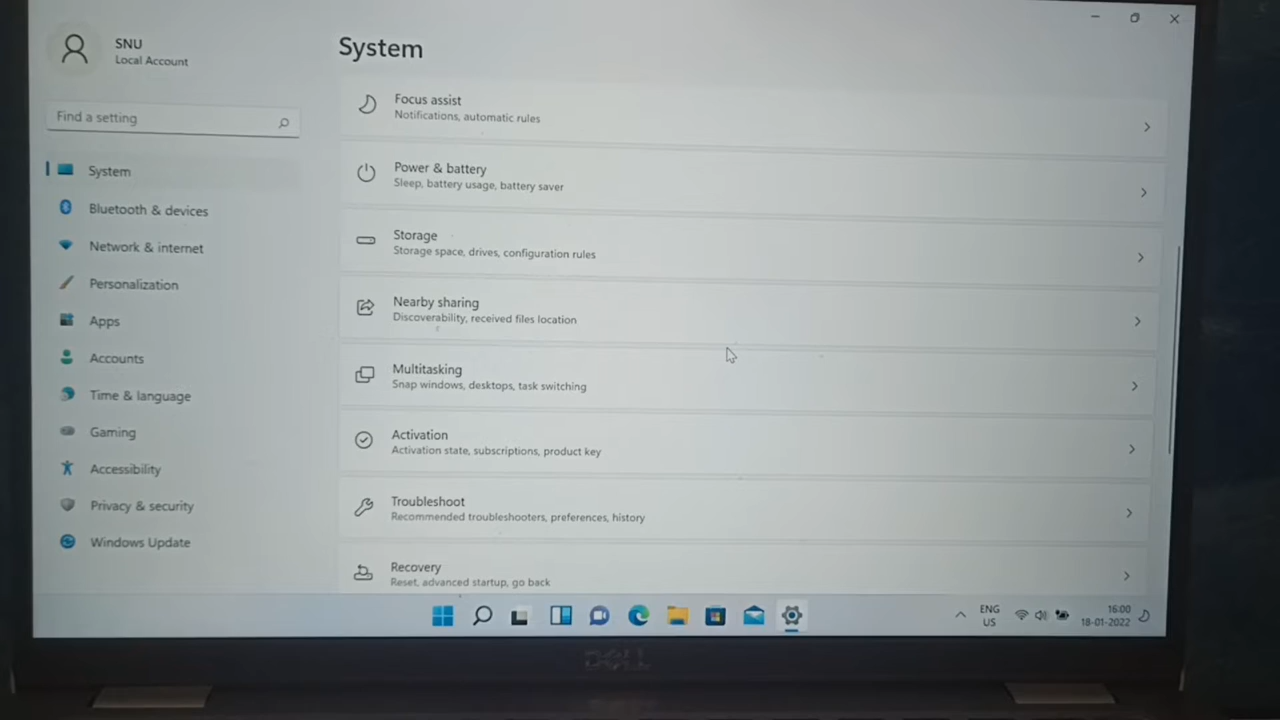 SNU
Local Account
Find a setting
System
Bluetooth & devices
Network & internet
Personalization
Apps
Accounts
Time & language
Gaming
Accessibility
Privacy & security
Windows Update
System
Focus assist
Notifications, automatic rules
Power & battery
Sleep, battery usage, battery saver
Storage
Storage space, drives, configuration rules
Nearby sharing
Discoverability, received files location
Multitasking
Snap windows, desktops, task switching
Activation
Activation state, subscriptions, product key
Troubleshoot
Recommended troubleshooters, preferences, history
Recovery
Reset, advanced startup, go back
ENG
US
16:00
18-01-2022
DELL